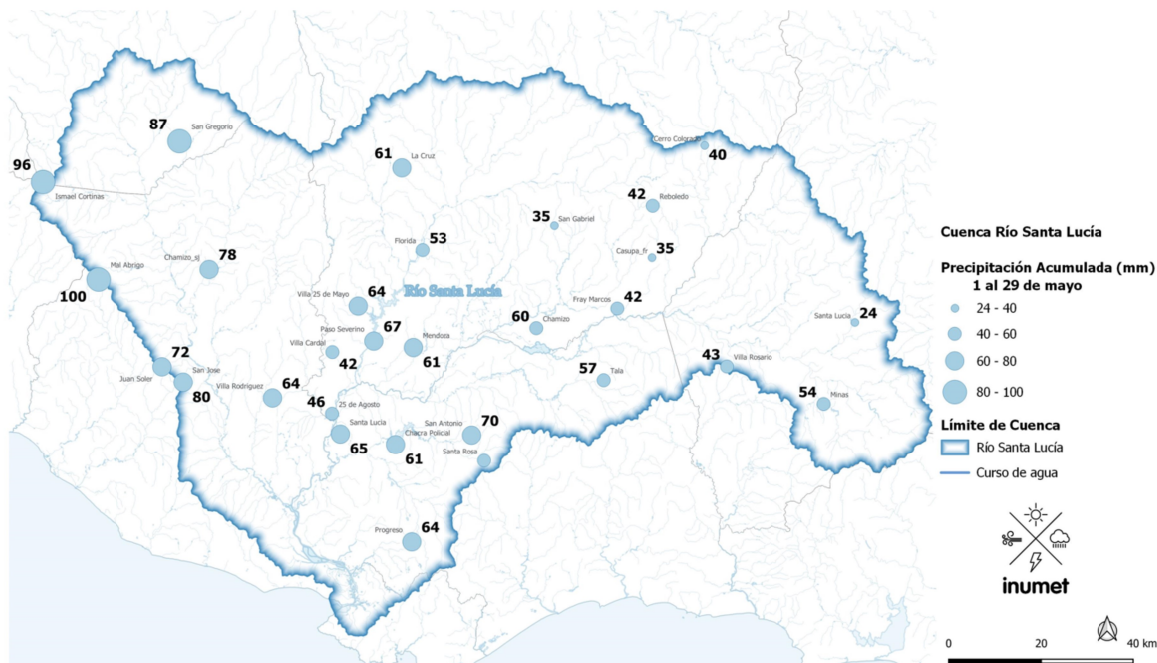 87
San Gregorio
Cerro Colorado
40
61
La Cruz
96
Ismael Cortinas
42
Reboledo
35
San Gabriel
53
Florida
Casupa_fr
35
Chamizo_sj
78
Mal Abrigo
100
Villa 25 de Mayo
64
Río Santa Lucía
42
Fray Marcos
60
Chamizo
Santa Lucia
24
Paso Severino
67
Mendoza
61
Villa Cardal
42
72
Juan Soler
San Jose
80
43
Villa Rosario
57
Tala
Villa Rodriguez
64
54
Minas
46
25 de Agosto
Santa Lucia
65
Chacra Policial
61
San Antonio
70
Santa Rosa
Progreso
64
Cuenca Río Santa Lucía
Precipitación Acumulada (mm)
1 al 29 de mayo
24 - 40
40 - 60
60 - 80
80 - 100
Límite de Cuenca
Río Santa Lucía
Curso de agua
inumet
0 20 40 km